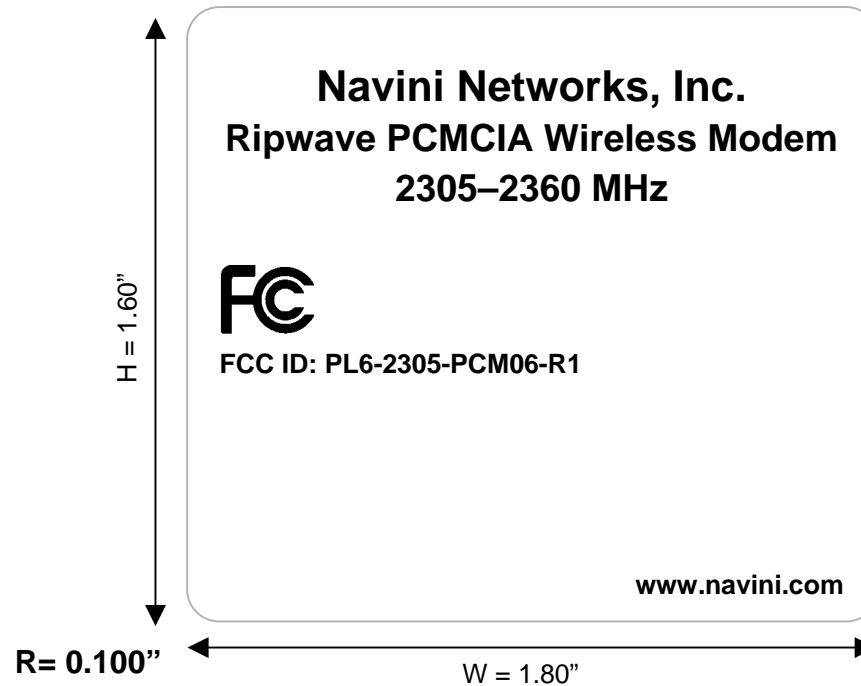 Navini Networks, Inc.
Ripwave PCMCIA Wireless Modem
2305–2360 MHz
H = 1.60”
FC
FCC ID: PL6-2305-PCM06-R1
www.navini.com
R= 0.100”
W = 1.80”